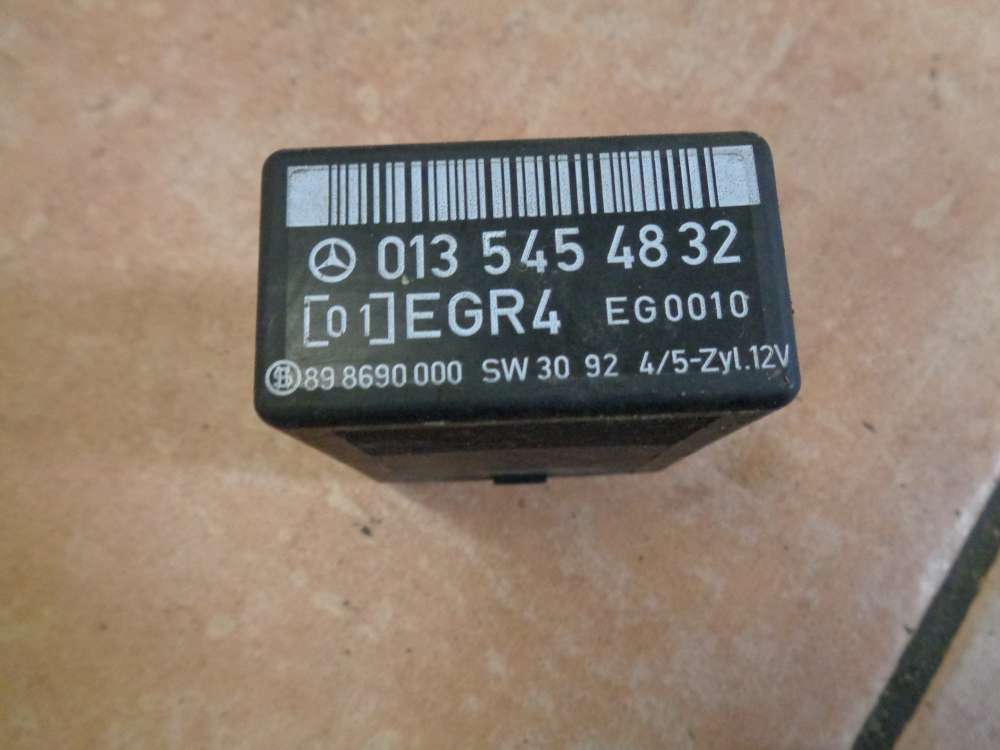 013 545 48 32
[01] EGR4 EG0010
89 8690 000 SW 30 92 4/5-Zyl.12V